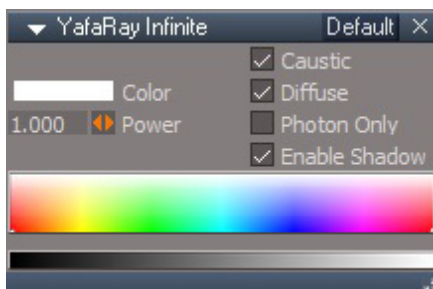 YafaRay Infinite Default
Caustic
Color Diffuse
1.000 Power Photon Only
Enable Shadow